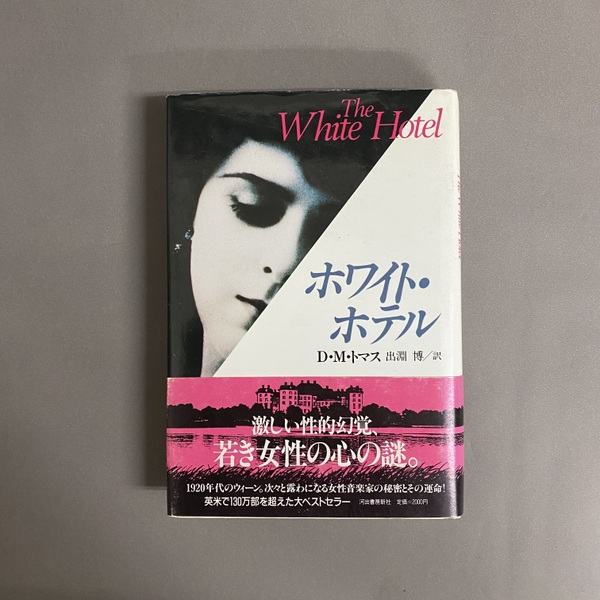 The
White Hotel
ホワイト・
ホテル
D・M・トマス 出淵 博／訳
激しい性的幻覚、
若き女性の心の謎。
1920年代のウィーン。次々と露わになる女性音楽家の秘密とその運命!
英米で130万部を超えた大ベストセラー 河出書房新社 定価=2000円